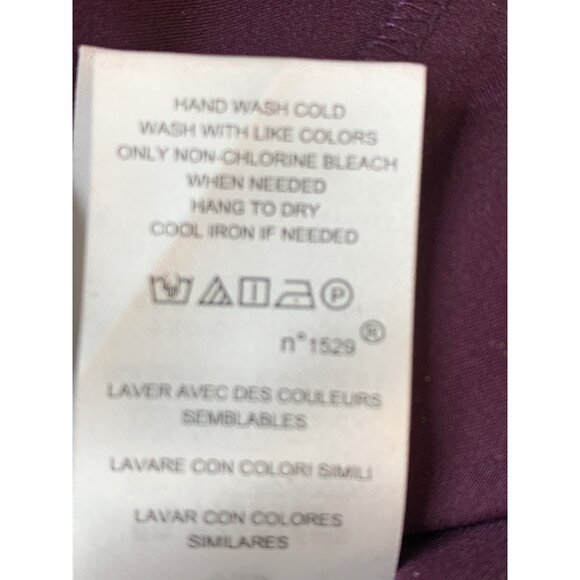 HAND WASH COLD
WASH WITH LIKE COLORS
ONLY NON-CHLORINE BLEACH
WHEN NEEDED
HANG TO DRY
COOL IRON IF NEEDED
P
n°1529®
LAVER AVEC DES COULEURS
SEMBLABLES
LAVARE CON COLORI SIMILI
LAVAR CON COLORES
SIMILARES